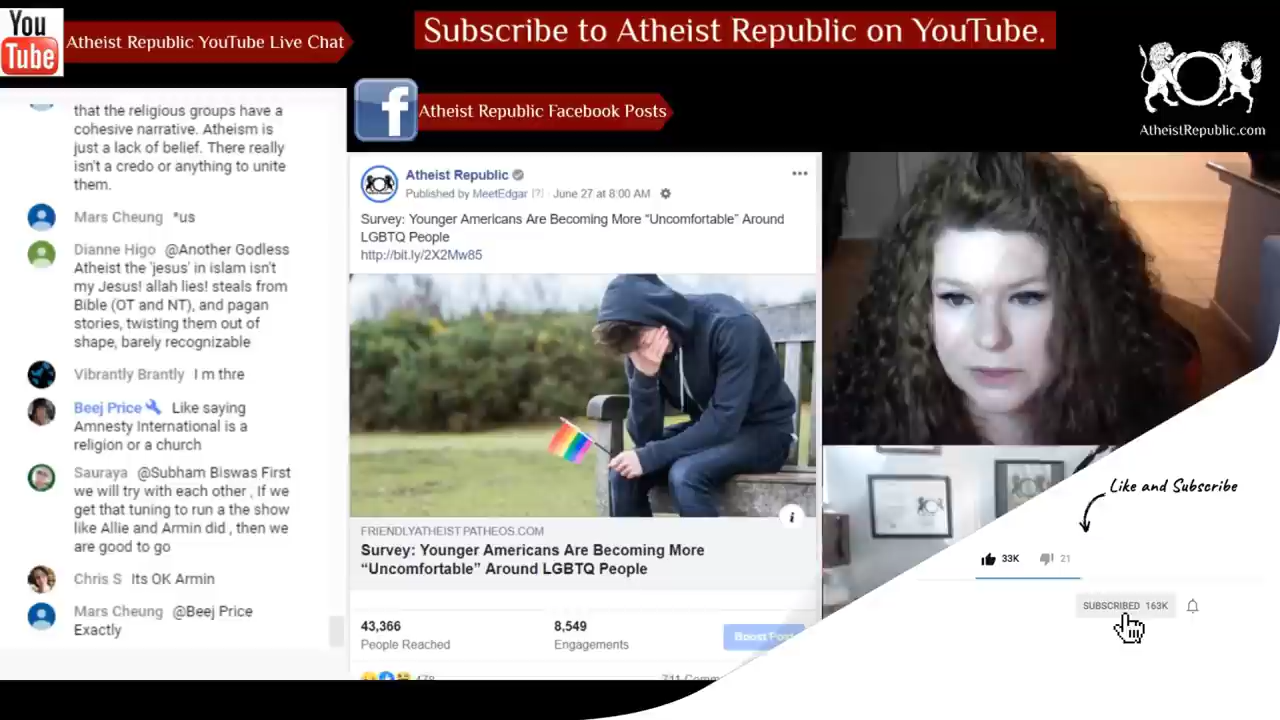 You
Tube
Atheist Republic YouTube Live Chat
Subscribe to Atheist Republic on YouTube.
AtheistRepublic.com
f
Atheist Republic Facebook Posts
that the religious groups have a
cohesive narrative. Atheism is
just a lack of belief. There really
isn't a credo or anything to unite
them.
Mars Cheung *us
Dianne Higo @Another Godless
Atheist the 'jesus' in islam isn't
my Jesus! allah lies! steals from
Bible (OT and NT), and pagan
stories, twisting them out of
shape, barely recognizable
Vibrantly Brantly I m thre
Beej Price Like saying
Amnesty International is a
religion or a church
Sauraya @Subham Biswas First
we will try with each other , If we
get that tuning to run a the show
like Allie and Armin did , then we
are good to go
Chris S Its OK Armin
Mars Cheung @Beej Price
Exactly
Atheist Republic
Published by MeetEdgar [?] · June 27 at 8:00 AM
Survey: Younger Americans Are Becoming More “Uncomfortable” Around
LGBTQ People
http://bit.ly/2X2Mw85
i
FRIENDLYATHEIST.PATHEOS.COM
Survey: Younger Americans Are Becoming More
“Uncomfortable” Around LGBTQ People
43,366
People Reached
8,549
Engagements
Boost Post
Like and Subscribe
33K
21
SUBSCRIBED 163K